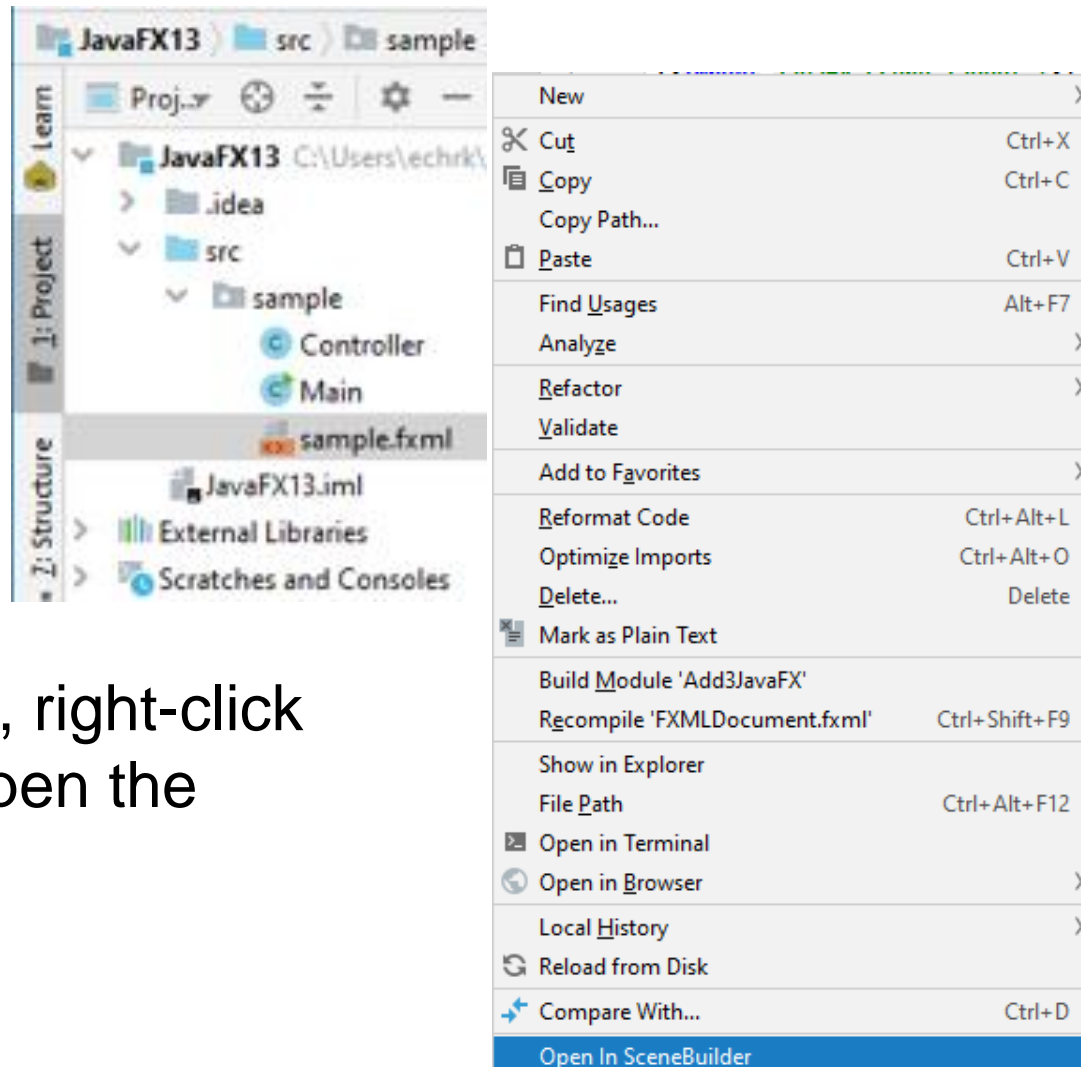 JavaFX13 src sample
Learn
1: Project
Z: Structure
Proj..
JavaFX13 C:\Users\echrk\
.idea
src
sample
Controller
Main
sample.fxml
JavaFX13.iml
External Libraries
Scratches and Consoles
, right-click
pen the
New
Cut Ctrl+X
Copy Ctrl+C
Copy Path...
Paste Ctrl+V
Find Usages Alt+F7
Analyze
Refactor
Validate
Add to Favorites
Reformat Code Ctrl+Alt+L
Optimize Imports Ctrl+Alt+O
Delete... Delete
Mark as Plain Text
Build Module 'Add3JavaFX'
Recompile 'FXMLDocument.fxml' Ctrl+Shift+F9
Show in Explorer
File Path Ctrl+Alt+F12
Open in Terminal
Open in Browser
Local History
Reload from Disk
Compare With... Ctrl+D
Open In SceneBuilder